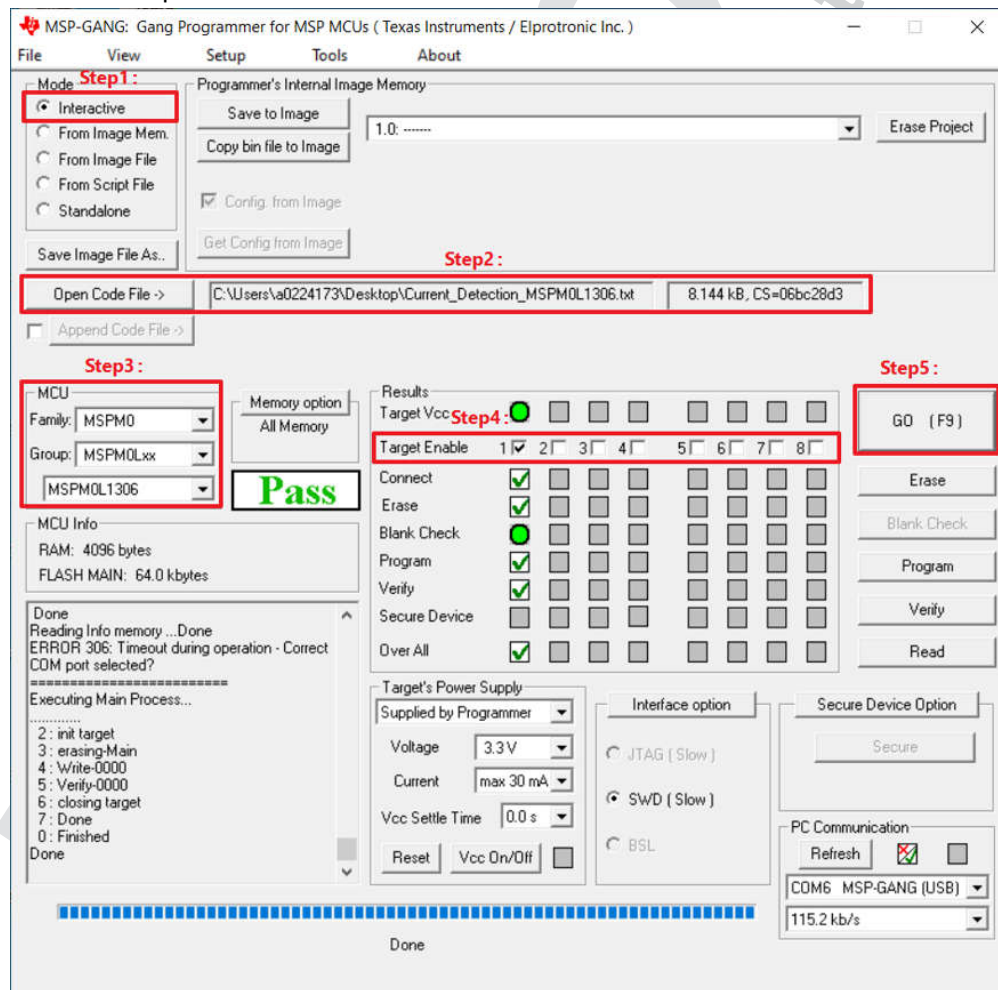 MSP-GANG: Gang Programmer for MSP MCUs ( Texas Instruments / Elprotronic Inc. )
File View Setup Tools About
Mode Step1: Programmer's Internal Image Memory
Interactive
From Image Mem.
From Image File
From Script File
Standalone
Save Image File As..
Save to Image
Copy bin file to Image
Config. from Image
Get Config from Image
1.0: -------
Erase Project
Step2:
Open Code File -> C:\Users\a0224173\Desktop\Current_Detection_MSPM0L1306.txt 8.144 kB, CS=06bc28d3
Append Code File ->
Step3:
MCU
Family: MSPM0
Group: MSPM0Lxx
MSPM0L1306
Memory option
All Memory
Pass
MCU Info
RAM: 4096 bytes
FLASH MAIN: 64.0 kbytes
Done
Reading Info memory ...Done
ERROR 306: Timeout during operation - Correct
COM port selected?
=========================
Executing Main Process...
.............
2 : init target
3 : erasing-Main
4 : Write-0000
5 : Verify-0000
6 : closing target
7 : Done
0 : Finished
Done
Results
Target Vcc Step4:
Target Enable 1 2 3 4 5 6 7 8
Connect
Erase
Blank Check
Program
Verify
Secure Device
Over All
Step5:
GO (F9)
Erase
Blank Check
Program
Verify
Read
Target's Power Supply
Supplied by Programmer
Voltage 3.3 V
Current max 30 mA
Vcc Settle Time 0.0 s
Reset Vcc On/Off
Interface option
JTAG ( Slow )
SWD ( Slow )
BSL
Secure Device Option
Secure
PC Communication
Refresh
COM6 MSP-GANG (USB)
115.2 kb/s
Done